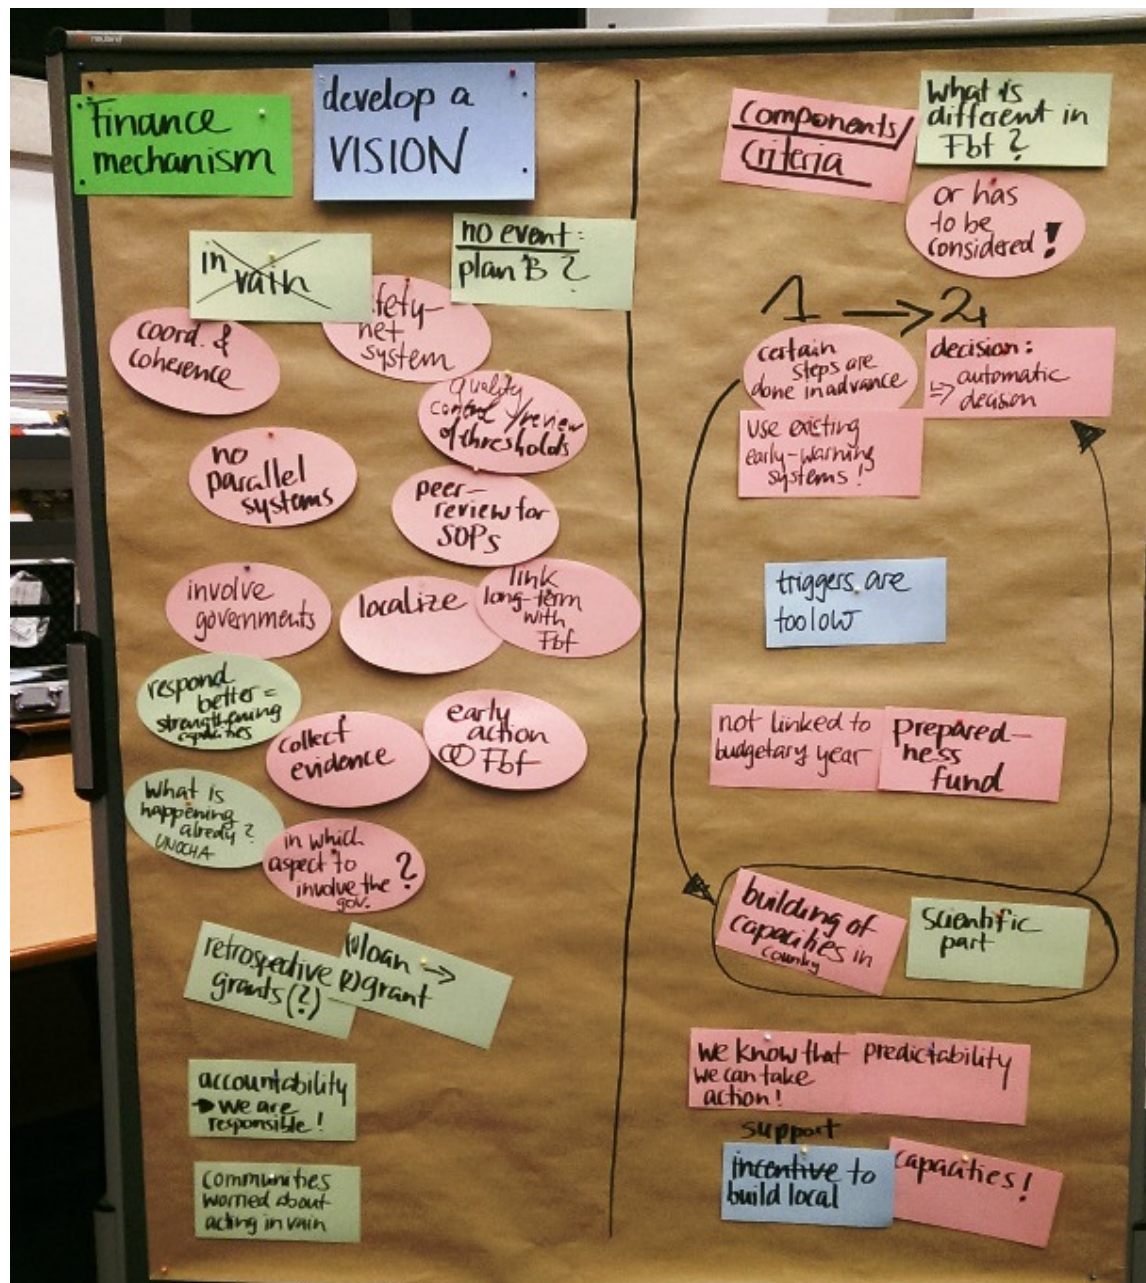 neuland
Finance
mechanism
develop a
VISION
in
vain
no event:
plan B?
coord. &
coherence
fety-
net
system
quality
control/review
of thresholds
no
parallel
systems
peer-
review for
SOPs
involve
governments
localize
link
long-term
with
Fbf
respond
better =
strengthening
capacities
collect
evidence
early
action
Fbf
What is
happening
already?
UNOCHA
in which
aspect to
involve the ?
gov.
retrospective
grants (?)
(1) loan →
(2) grant
accountability
→ we are
responsible!
communities
worried about
acting in vain
Components/
Criteria
What is
different in
Fbf?
or has
to be
considered!
1 → 2
certain
steps are
done in advance
decision:
⇒ automatic
decision
use existing
early-warning
systems!
triggers are
too low
not linked to
budgetary year
prepared-
ness
fund
building of
capacities in
country
scientific
part
we know that
we can take
action!
predictability
support
incentive to
build local
capacities!